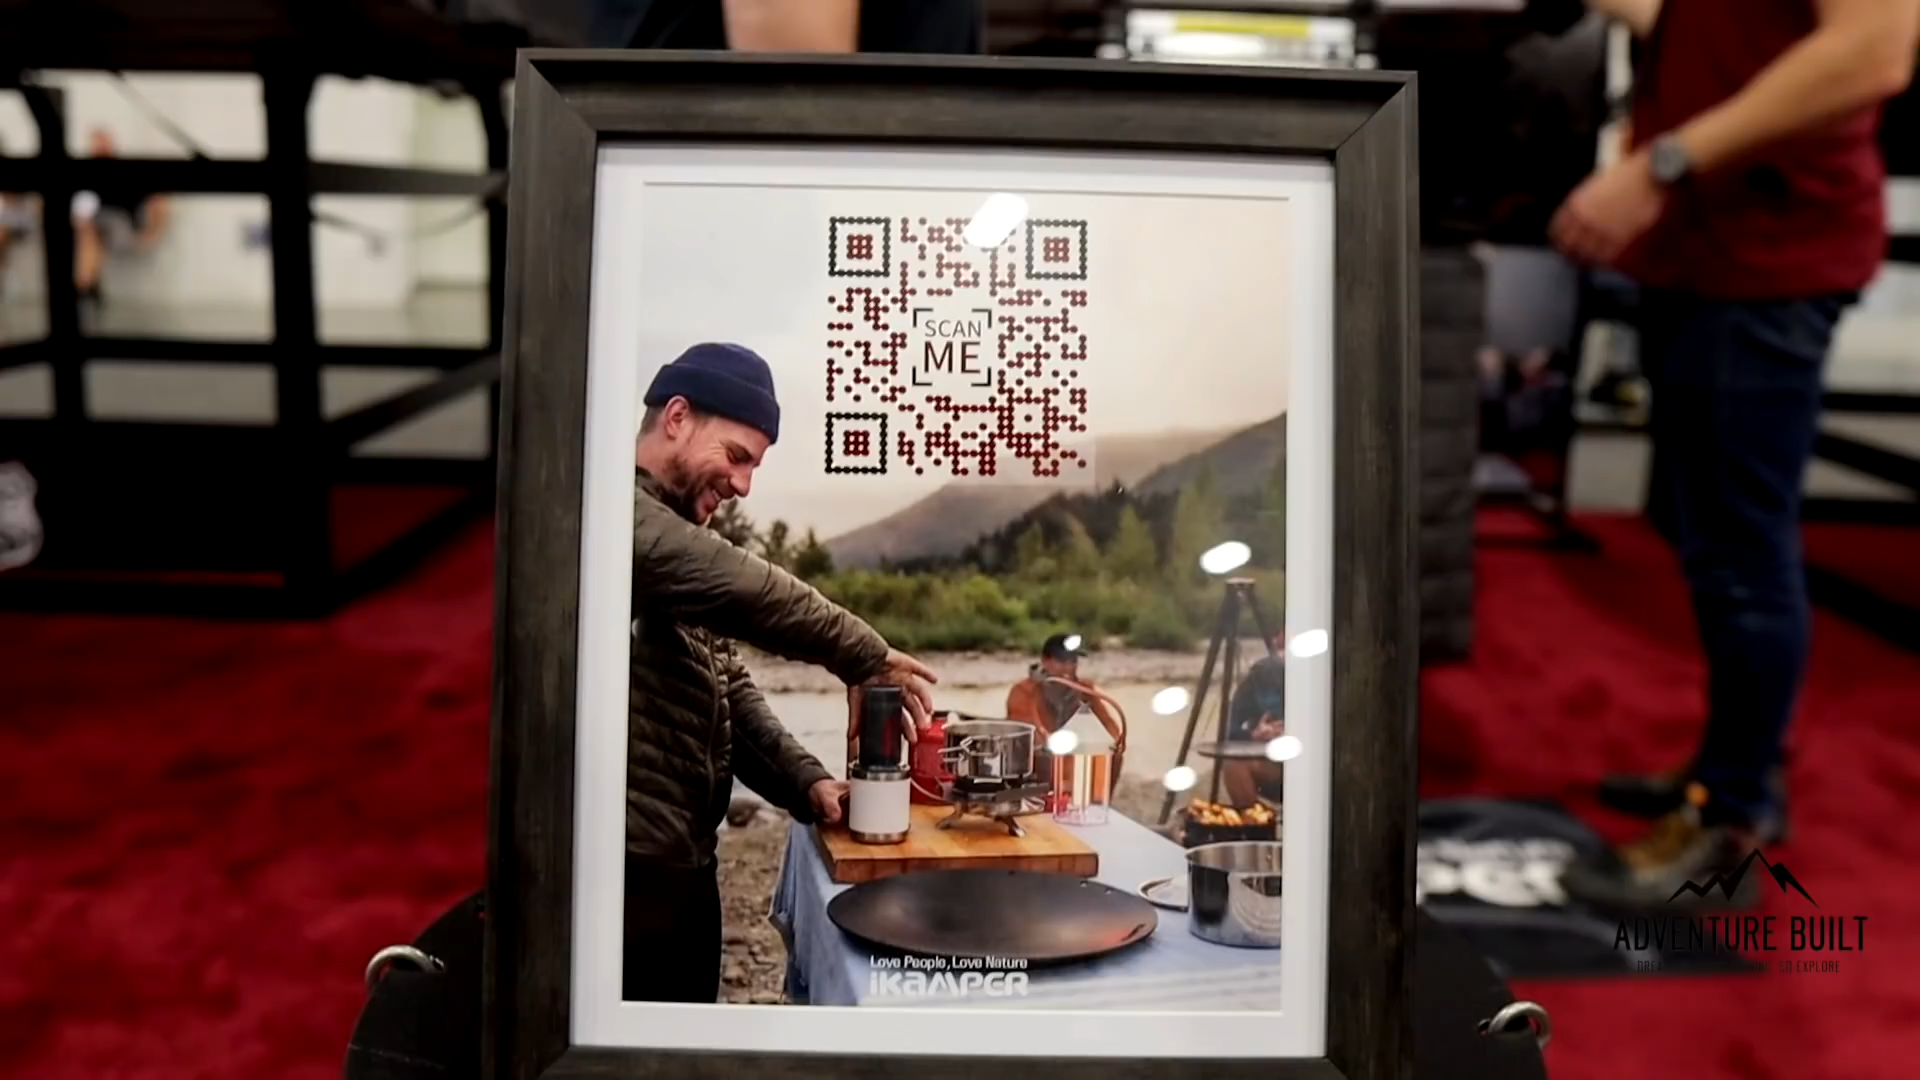 SCAN
ME
Love People, Love Nature
iKAMPER
ADVENTURE BUILT